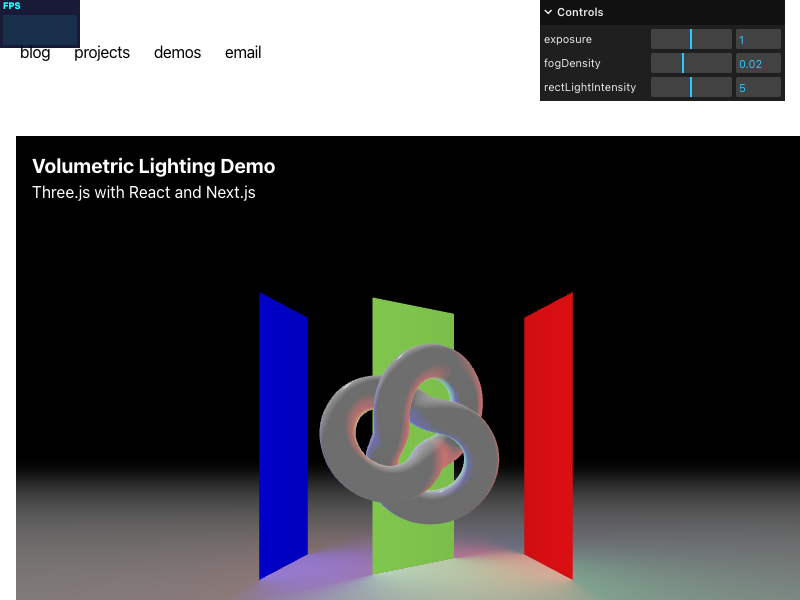 FPS
blog projects demos email
Controls
exposure 1
fogDensity 0.02
rectLightIntensity 5
Volumetric Lighting Demo
Three.js with React and Next.js